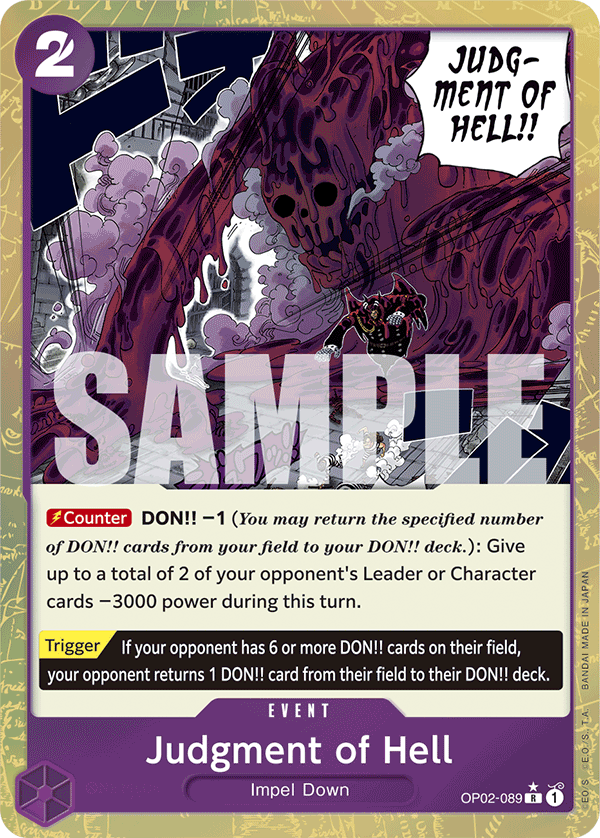 2
JUDG-
MENT OF
HELL!!
SAMPLE
Counter DON!! −1 (You may return the specified number
of DON!! cards from your field to your DON!! deck.): Give
up to a total of 2 of your opponent's Leader or Character
cards −3000 power during this turn.
Trigger If your opponent has 6 or more DON!! cards on their field,
your opponent returns 1 DON!! card from their field to their DON!! deck.
EVENT
Judgment of Hell
Impel Down
OP02-089 R 1
©E.O./S. ©E.O./S., T.A. BANDAI MADE IN JAPAN